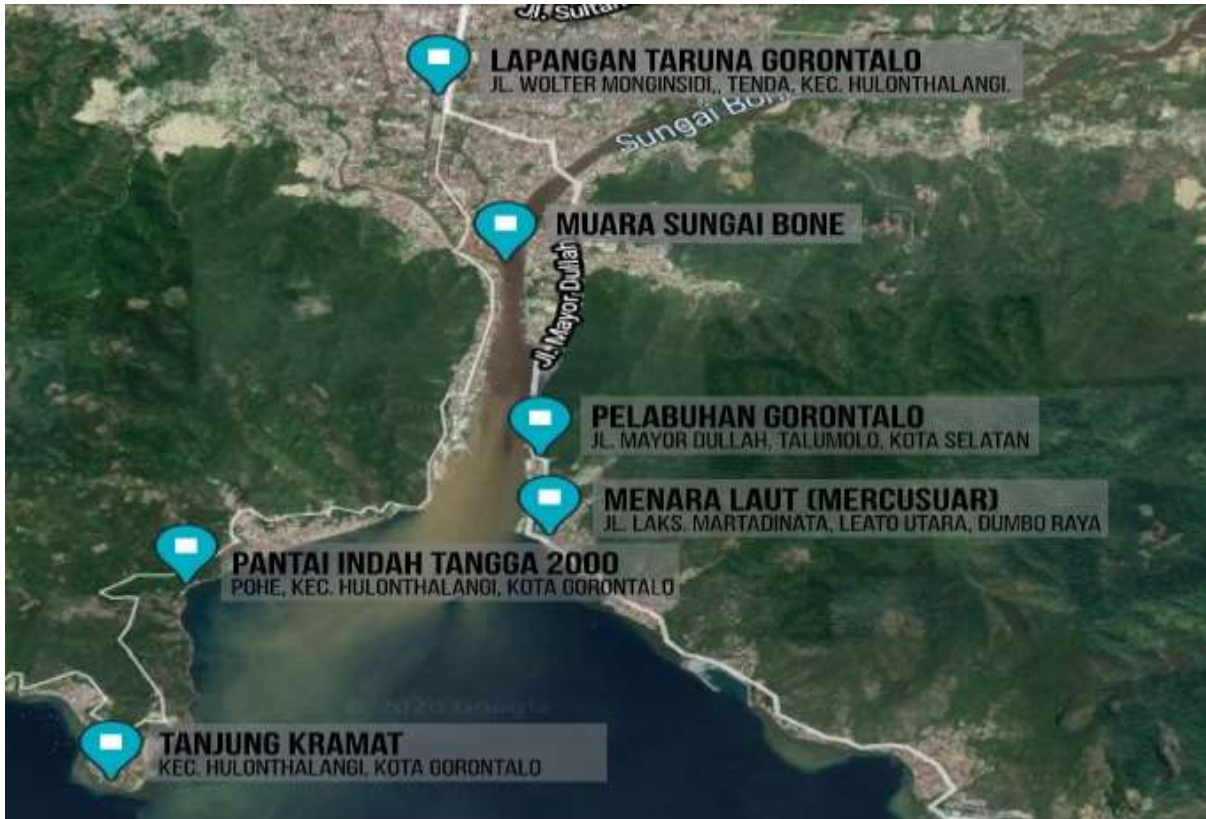 Jl. Sultan
LAPANGAN TARUNA GORONTALO
JL. WOLTER MONGINSIDI,, TENDA, KEC. HULONTHALANGI.
Sungai Bone
MUARA SUNGAI BONE
Jl. Mayor Dullah
PELABUHAN GORONTALO
JL. MAYOR DULLAH, TALUMOLO, KOTA SELATAN
MENARA LAUT (MERCUSUAR)
JL. LAKS. MARTADINATA, LEATO UTARA, DUMBO RAYA
PANTAI INDAH TANGGA 2000
POHE, KEC. HULONTHALANGI, KOTA GORONTALO
TANJUNG KRAMAT
KEC. HULONTHALANGI, KOTA GORONTALO